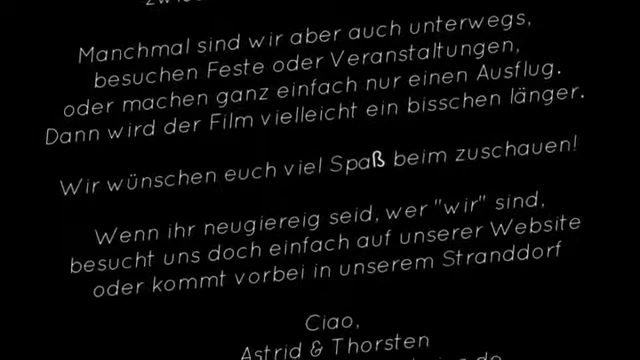 Manchmal sind wir aber auch unterwegs,
besuchen Feste oder Veranstaltungen,
oder machen ganz einfach nur einen Ausflug.
Dann wird der Film vielleicht ein bisschen länger.
Wir wünschen euch viel Spaß beim zuschauen!
Wenn ihr neugiereig seid, wer "wir" sind,
besucht uns doch einfach auf unserer Website
oder kommt vorbei in unserem Stranddorf
Ciao,
Astrid & Thorsten